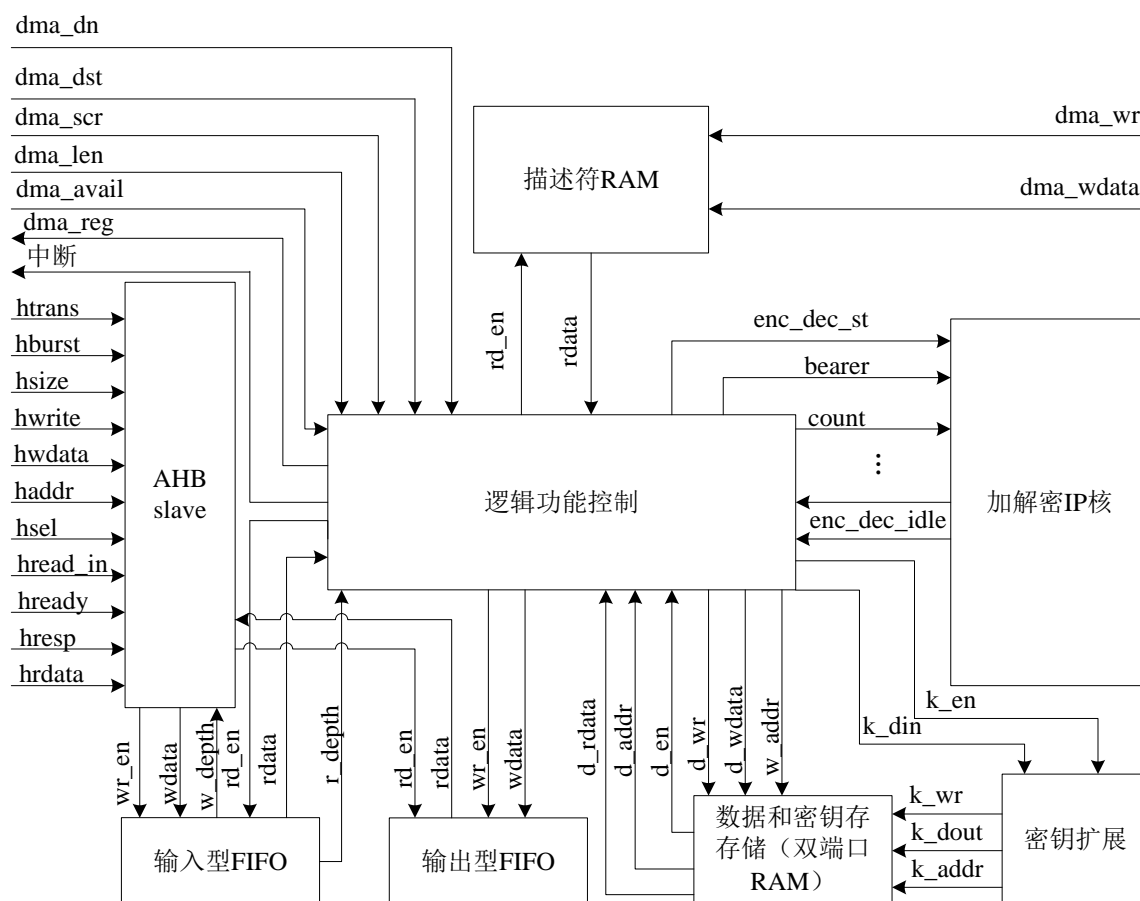 dma_dn
dma_dst
dma_scr
dma_len
dma_avail
dma_reg
中断
描述符RAM
dma_wr
dma_wdata
rd_en
rdata
htrans
hburst
hsize
hwrite
hwdata
haddr
hsel
hread_in
hready
hresp
hrdata
AHB
slave
逻辑功能控制
enc_dec_st
bearer
count
⋮
enc_dec_idle
加解密IP核
wr_en
wdata
w_depth
rd_en
rdata
r_depth
rd_en
rdata
wr_en
wdata
d_rdata
d_addr
d_en
d_wr
d_wdata
w_addr
k_din
k_en
输入型FIFO
输出型FIFO
数据和密钥存
存储（双端口
RAM）
k_wr
k_dout
k_addr
密钥扩展